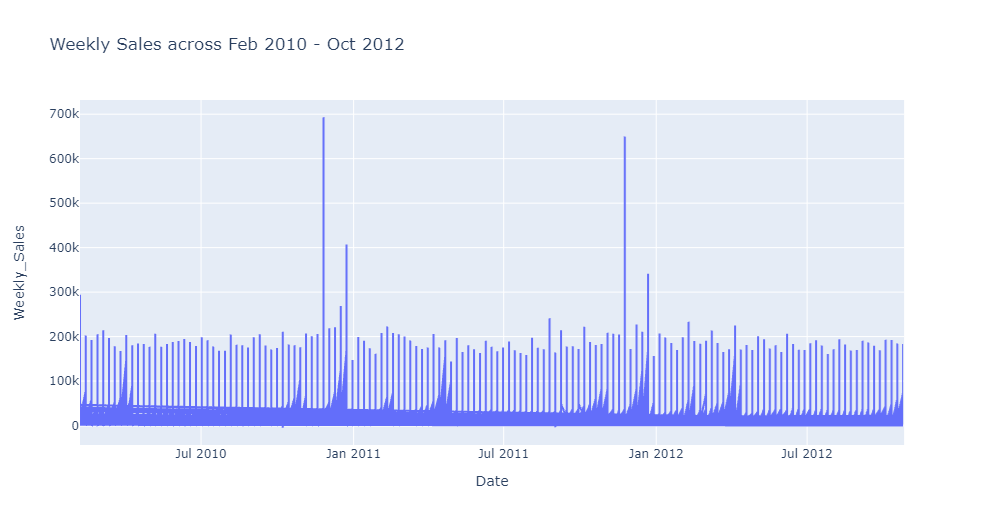 Weekly Sales across Feb 2010 - Oct 2012
700k
600k
500k
400k
300k
200k
100k
0
Weekly_Sales
Jul 2010
Jan 2011
Jul 2011
Jan 2012
Jul 2012
Date